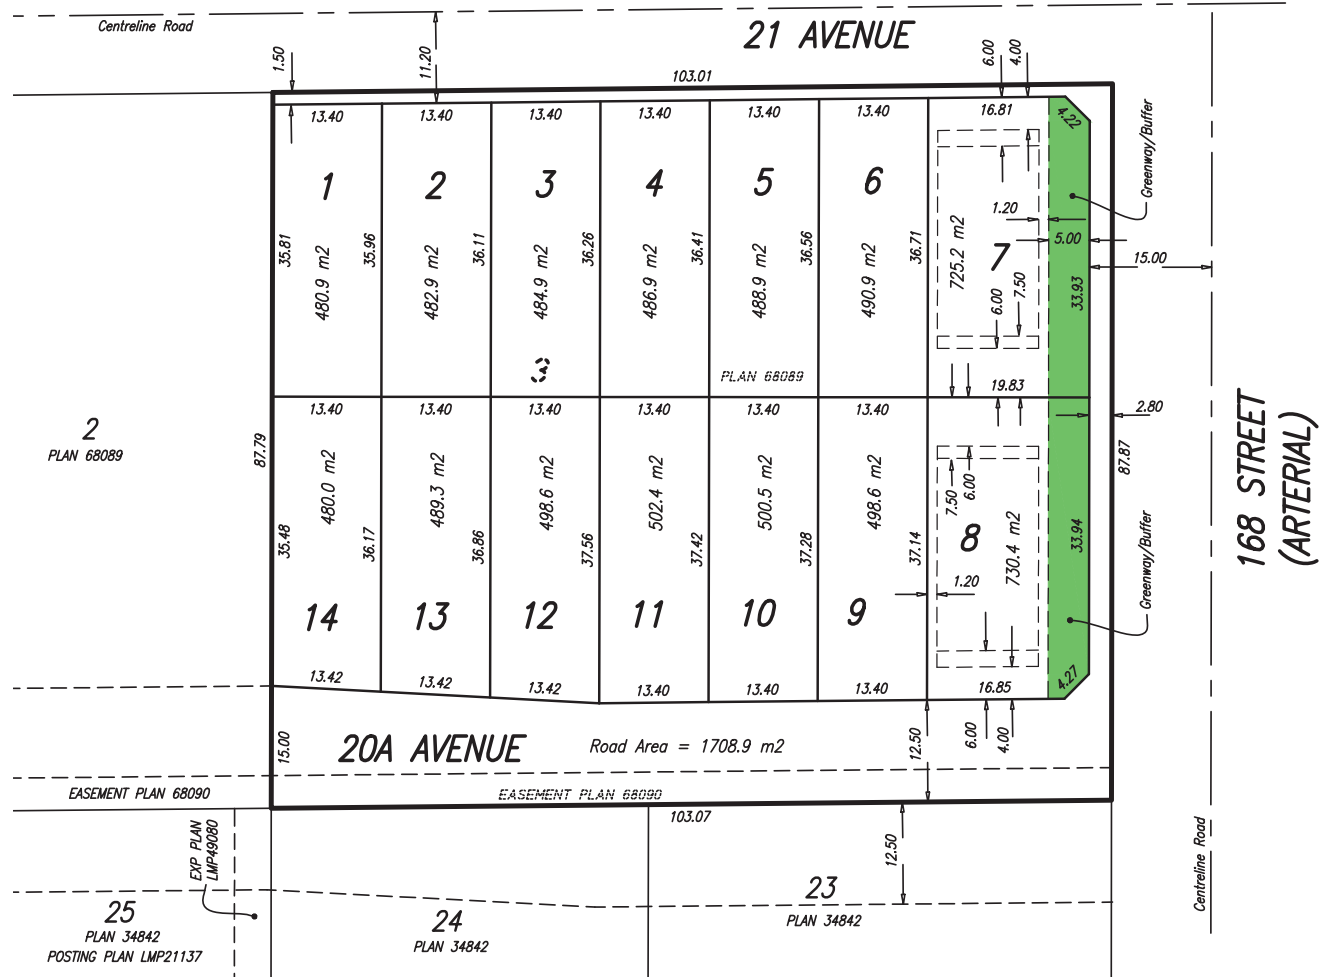 Centreline Road
21 AVENUE
1.50
11.20
103.01
6.00
4.00
13.40
13.40
13.40
13.40
13.40
13.40
16.81
4.22
Greenway/Buffer
1
2
3
4
5
6
7
1.20
5.00
15.00
35.81
480.9 m2
35.96
482.9 m2
36.11
484.9 m2
36.26
486.9 m2
36.41
488.9 m2
36.56
490.9 m2
36.71
725.2 m2
6.00
7.50
33.93
3
PLAN 68089
19.83
2.80
13.40
13.40
13.40
13.40
13.40
13.40
2
PLAN 68089
87.79
87.87
168 STREET
(ARTERIAL)
35.48
480.0 m2
36.17
489.3 m2
36.86
498.6 m2
37.56
502.4 m2
37.42
500.5 m2
37.28
498.6 m2
37.14
7.50
6.00
8
730.4 m2
1.20
33.94
Greenway/Buffer
14
13
12
11
10
9
13.42
13.42
13.42
13.40
13.40
13.40
16.85
4.27
15.00
20A AVENUE
Road Area = 1708.9 m2
12.50
6.00
4.00
EASEMENT PLAN 68090
EASEMENT PLAN 68090
103.07
EXP PLAN
LMP49080
12.50
Centreline Road
25
PLAN 34842
POSTING PLAN LMP21137
24
PLAN 34842
23
PLAN 34842